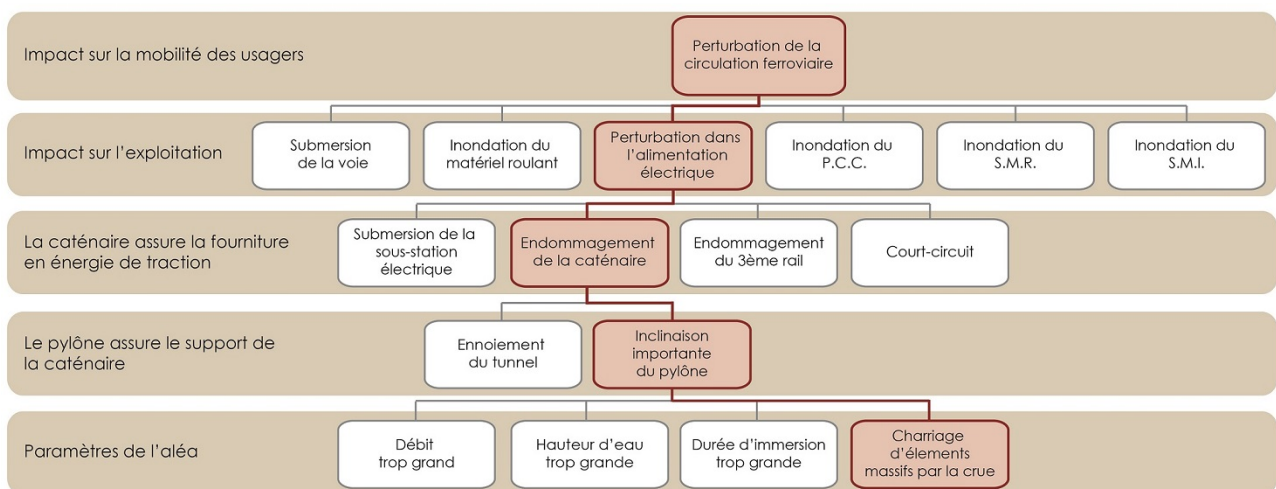 Impact sur la mobilité des usagers
Perturbation de la
circulation ferroviaire
Impact sur l'exploitation
Submersion
de la voie
Inondation du
matériel roulant
Perturbation dans
l'alimentation
électrique
Inondation du
P.C.C.
Inondation du
S.M.R.
Inondation du
S.M.I.
La caténaire assure la fourniture
en énergie de traction
Submersion de la
sous-station
électrique
Endommagement
de la caténaire
Endommagement
du 3ème rail
Court-circuit
Le pylône assure le support de
la caténaire
Ennoiement
du tunnel
Inclinaison
importante
du pylône
Paramètres de l'aléa
Débit
trop grand
Hauteur d'eau
trop grande
Durée d'immersion
trop grande
Charriage
d'élements
massifs par la crue